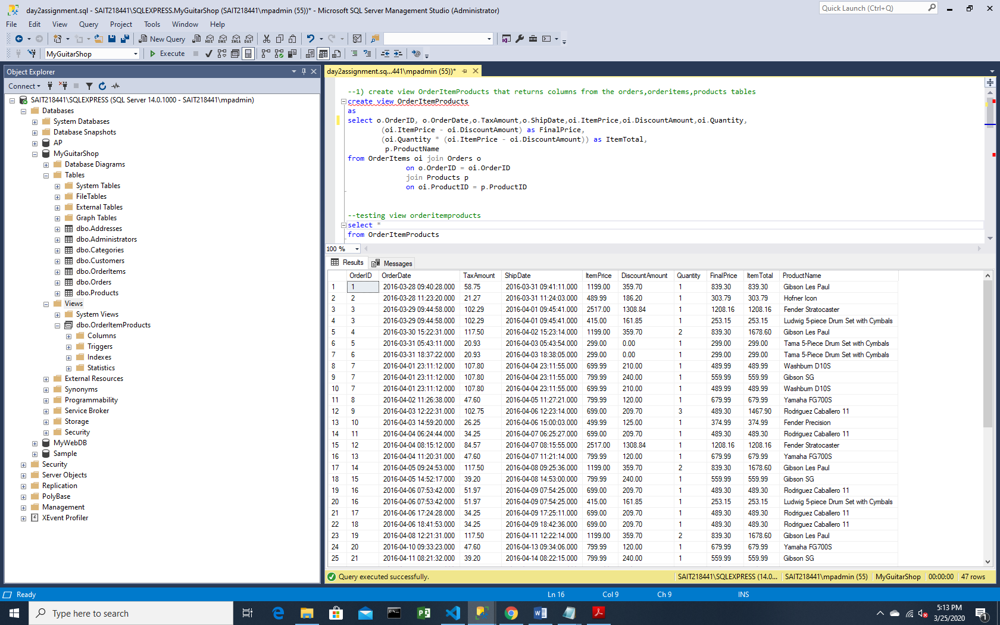 day2assignment.sql - SAIT218441\SQLEXPRESS.MyGuitarShop (SAIT218441\mpadmin (55))* - Microsoft SQL Server Management Studio (Administrator)
Quick Launch (Ctrl+Q)
File Edit View Query Project Tools Window Help
New Query
MDX DMX XMLA DAX
MyGuitarShop
Execute
Object Explorer
Connect
SAIT218441\SQLEXPRESS (SQL Server 14.0.1000 - SAIT218441\mpadmin)
Databases
System Databases
Database Snapshots
AP
MyGuitarShop
Database Diagrams
Tables
System Tables
FileTables
External Tables
Graph Tables
dbo.Addresses
dbo.Administrators
dbo.Categories
dbo.Customers
dbo.OrderItems
dbo.Orders
dbo.Products
Views
System Views
dbo.OrderItemProducts
Columns
Triggers
Indexes
Statistics
External Resources
Synonyms
Programmability
Service Broker
Storage
Security
MyWebDB
Sample
Security
Server Objects
Replication
PolyBase
Management
XEvent Profiler
day2assignment.sq...441\mpadmin (55))*
--1) create view OrderItemProducts that returns columns from the orders,orderitems,products tables
create view OrderItemProducts
as
select o.OrderID, o.OrderDate,o.TaxAmount,o.ShipDate,oi.ItemPrice,oi.DiscountAmount,oi.Quantity,
(oi.ItemPrice - oi.DiscountAmount) as FinalPrice,
(oi.Quantity * (oi.ItemPrice - oi.DiscountAmount)) as ItemTotal,
p.ProductName
from OrderItems oi join Orders o
on o.OrderID = oi.OrderID
join Products p
on oi.ProductID = p.ProductID
--testing view orderitemproducts
select *
from OrderItemProducts
100 %
Results Messages
OrderID OrderDate TaxAmount ShipDate ItemPrice DiscountAmount Quantity FinalPrice ItemTotal ProductName
1 1 2016-03-28 09:40:28.000 58.75 2016-03-31 09:41:11.000 1199.00 359.70 1 839.30 839.30 Gibson Les Paul
2 2 2016-03-28 11:23:20.000 21.27 2016-03-31 11:24:03.000 489.99 186.20 1 303.79 303.79 Hofner Icon
3 3 2016-03-29 09:44:58.000 102.29 2016-04-01 09:45:41.000 2517.00 1308.84 1 1208.16 1208.16 Fender Stratocaster
4 3 2016-03-29 09:44:58.000 102.29 2016-04-01 09:45:41.000 415.00 161.85 1 253.15 253.15 Ludwig 5-piece Drum Set with Cymbals
5 4 2016-03-30 15:22:31.000 117.50 2016-04-02 15:23:14.000 1199.00 359.70 2 839.30 1678.60 Gibson Les Paul
6 5 2016-03-31 05:43:11.000 20.93 2016-04-03 05:43:54.000 299.00 0.00 1 299.00 299.00 Tama 5-Piece Drum Set with Cymbals
7 6 2016-03-31 18:37:22.000 20.93 2016-04-03 18:38:05.000 299.00 0.00 1 299.00 299.00 Tama 5-Piece Drum Set with Cymbals
8 7 2016-04-01 23:11:12.000 107.80 2016-04-04 23:11:55.000 699.99 210.00 1 489.99 489.99 Washburn D10S
9 7 2016-04-01 23:11:12.000 107.80 2016-04-04 23:11:55.000 799.99 240.00 1 559.99 559.99 Gibson SG
10 7 2016-04-01 23:11:12.000 107.80 2016-04-04 23:11:55.000 699.99 210.00 1 489.99 489.99 Washburn D10S
11 8 2016-04-02 11:26:38.000 47.60 2016-04-05 11:27:21.000 799.99 120.00 1 679.99 679.99 Yamaha FG700S
12 9 2016-04-03 12:22:31.000 102.75 2016-04-06 12:23:14.000 699.00 209.70 3 489.30 1467.90 Rodriguez Caballero 11
13 10 2016-04-03 14:59:20.000 26.25 2016-04-06 15:00:03.000 499.99 125.00 1 374.99 374.99 Fender Precision
14 11 2016-04-04 06:24:44.000 34.25 2016-04-07 06:25:27.000 699.00 209.70 1 489.30 489.30 Rodriguez Caballero 11
15 12 2016-04-04 08:15:12.000 84.57 2016-04-07 08:15:55.000 2517.00 1308.84 1 1208.16 1208.16 Fender Stratocaster
16 13 2016-04-04 11:20:31.000 47.60 2016-04-07 11:21:14.000 799.99 120.00 1 679.99 679.99 Yamaha FG700S
17 14 2016-04-05 09:24:53.000 117.50 2016-04-08 09:25:36.000 1199.00 359.70 2 839.30 1678.60 Gibson Les Paul
18 15 2016-04-05 14:52:17.000 39.20 2016-04-08 14:53:00.000 799.99 240.00 1 559.99 559.99 Gibson SG
19 16 2016-04-06 07:53:42.000 51.97 2016-04-09 07:54:25.000 699.00 209.70 1 489.30 489.30 Rodriguez Caballero 11
20 16 2016-04-06 07:53:42.000 51.97 2016-04-09 07:54:25.000 415.00 161.85 1 253.15 253.15 Ludwig 5-piece Drum Set with Cymbals
21 17 2016-04-06 17:24:28.000 34.25 2016-04-09 17:25:11.000 699.00 209.70 1 489.30 489.30 Rodriguez Caballero 11
22 18 2016-04-06 18:41:53.000 34.25 2016-04-09 18:42:36.000 699.00 209.70 1 489.30 489.30 Rodriguez Caballero 11
23 19 2016-04-08 12:21:31.000 117.50 2016-04-11 12:22:14.000 1199.00 359.70 2 839.30 1678.60 Gibson Les Paul
24 20 2016-04-10 09:33:23.000 47.60 2016-04-13 09:34:06.000 799.99 120.00 1 679.99 679.99 Yamaha FG700S
25 21 2016-04-11 08:21:32.000 39.20 2016-04-14 08:22:15.000 799.99 240.00 1 559.99 559.99 Gibson SG
Query executed successfully. SAIT218441\SQLEXPRESS (14.0... SAIT218441\mpadmin (55) MyGuitarShop 00:00:00 47 rows
Ready Ln 16 Col 9 Ch 9 INS
Type here to search
5:13 PM
3/25/2020
1